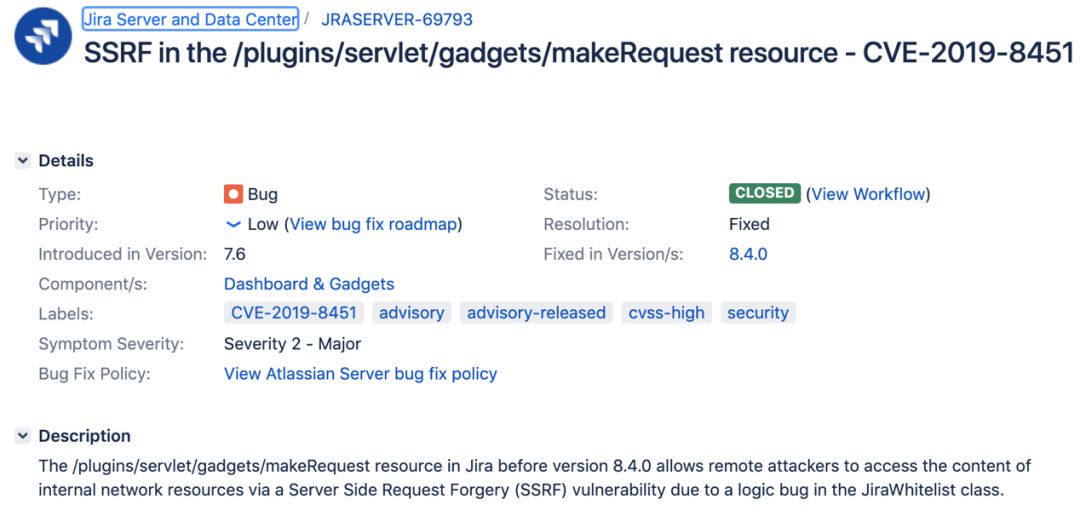 Jira Server and Data Center / JRASERVER-69793
SSRF in the /plugins/servlet/gadgets/makeRequest resource - CVE-2019-8451
Details
Type: Bug Status: CLOSED (View Workflow)
Priority: Low (View bug fix roadmap) Resolution: Fixed
Introduced in Version: 7.6 Fixed in Version/s: 8.4.0
Component/s: Dashboard & Gadgets
Labels: CVE-2019-8451 advisory advisory-released cvss-high security
Symptom Severity: Severity 2 - Major
Bug Fix Policy: View Atlassian Server bug fix policy
Description
The /plugins/servlet/gadgets/makeRequest resource in Jira before version 8.4.0 allows remote attackers to access the content of
internal network resources via a Server Side Request Forgery (SSRF) vulnerability due to a logic bug in the JiraWhitelist class.